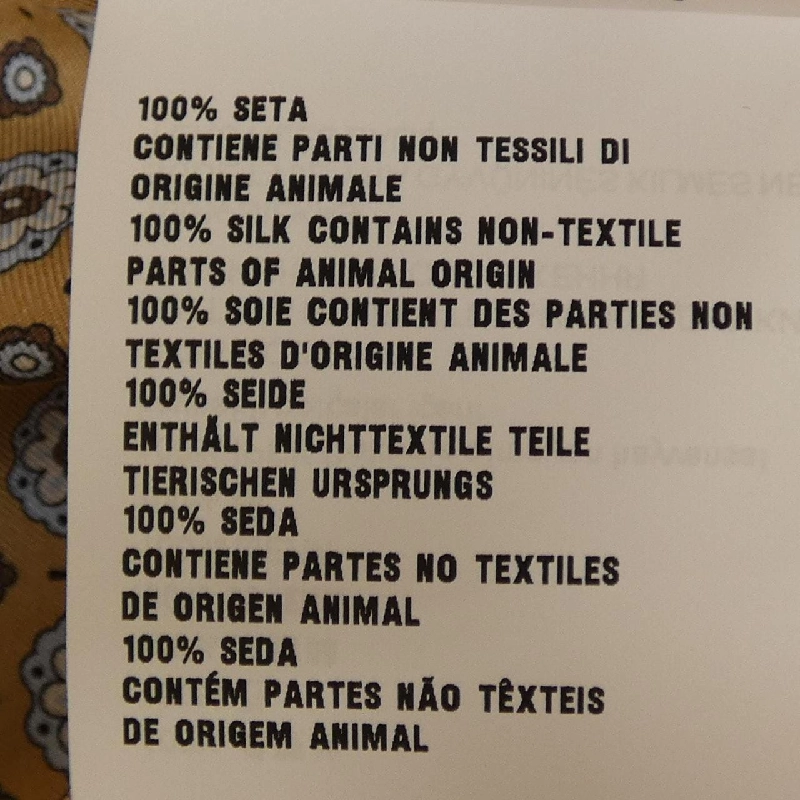 100% SETA
CONTIENE PARTI NON TESSILI DI
ORIGINE ANIMALE
100% SILK CONTAINS NON-TEXTILE
PARTS OF ANIMAL ORIGIN
100% SOIE CONTIENT DES PARTIES NON
TEXTILES D'ORIGINE ANIMALE
100% SEIDE
ENTHÄLT NICHTTEXTILE TEILE
TIERISCHEN URSPRUNGS
100% SEDA
CONTIENE PARTES NO TEXTILES
DE ORIGEN ANIMAL
100% SEDA
CONTÉM PARTES NÃO TÊXTEIS
DE ORIGEM ANIMAL